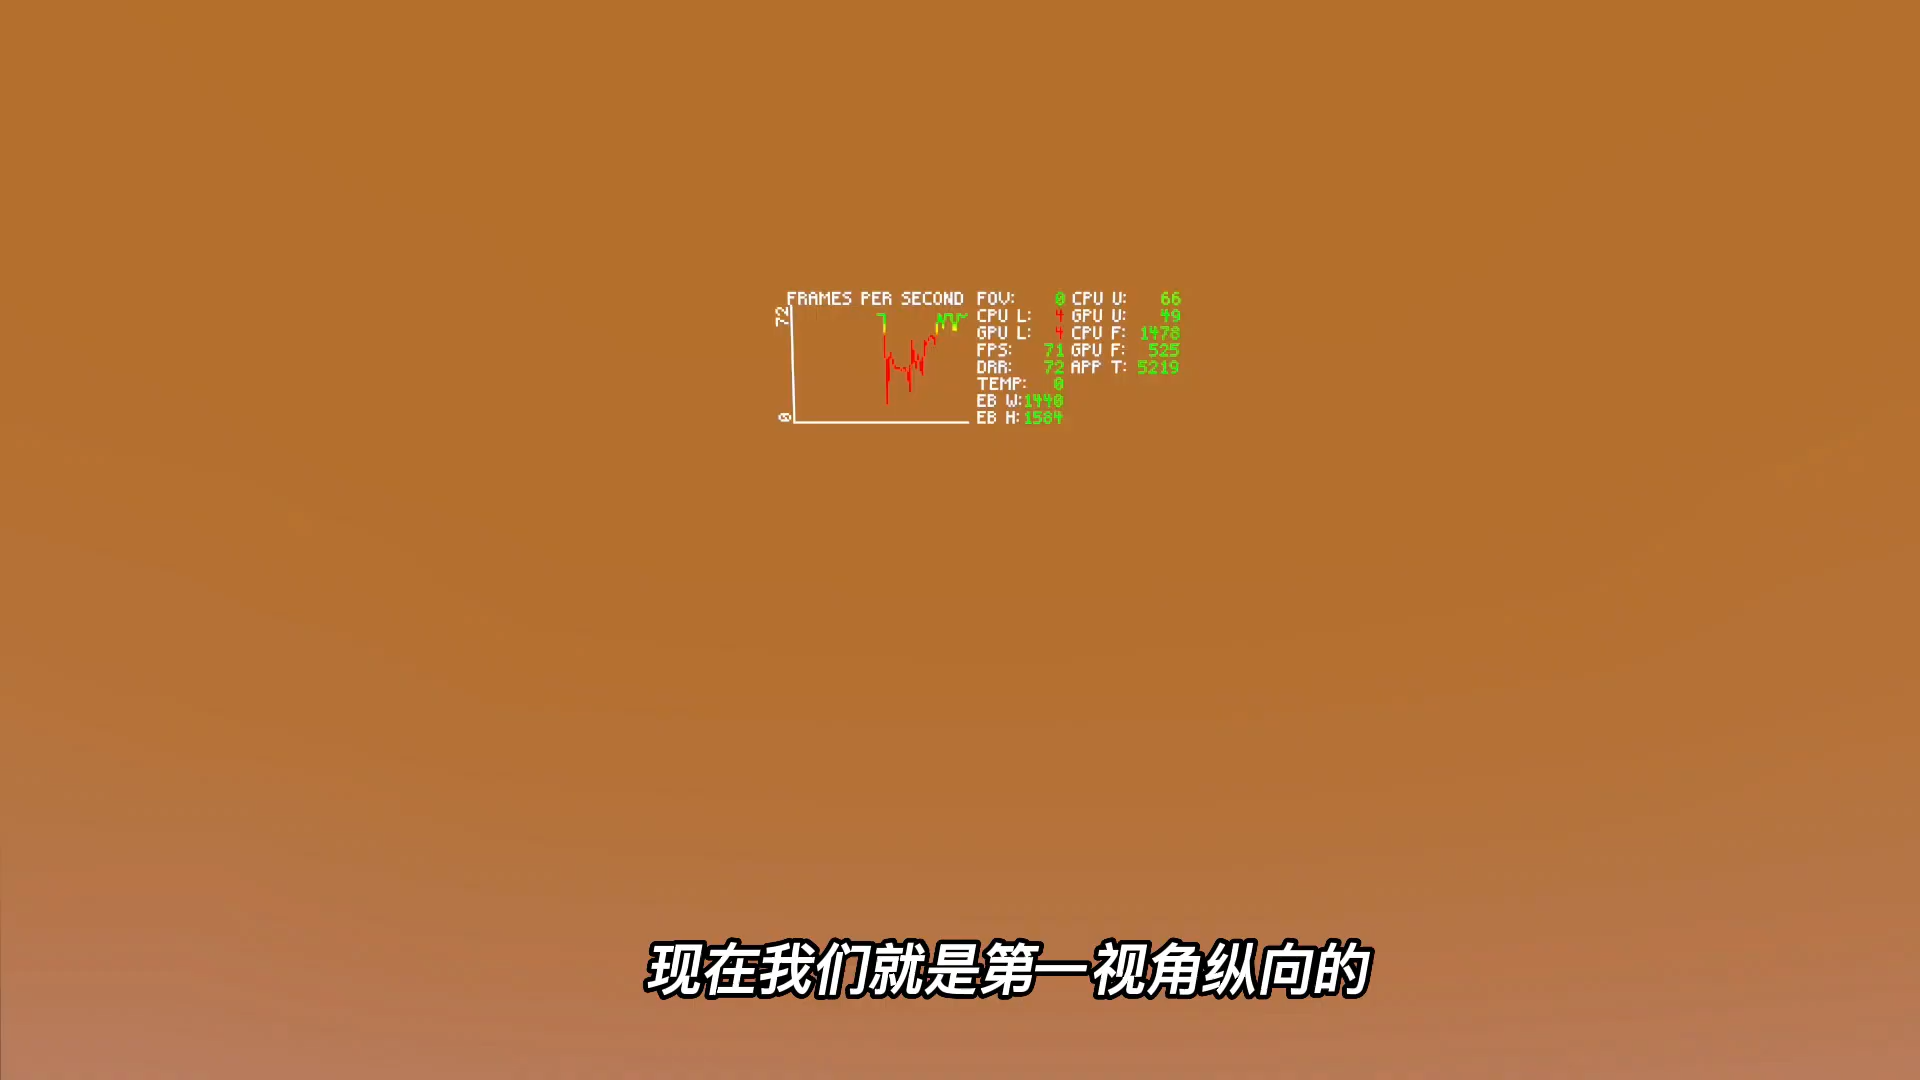 FRAMES PER SECOND
72
0
FOV: 0 CPU U: 66
CPU L: 4 GPU U: 49
GPU L: 4 CPU F: 1478
FPS: 71 GPU F: 525
DRR: 72 APP T: 5219
TEMP: 0
EB W:1440
EB H:1584
现在我们就是第一视角纵向的